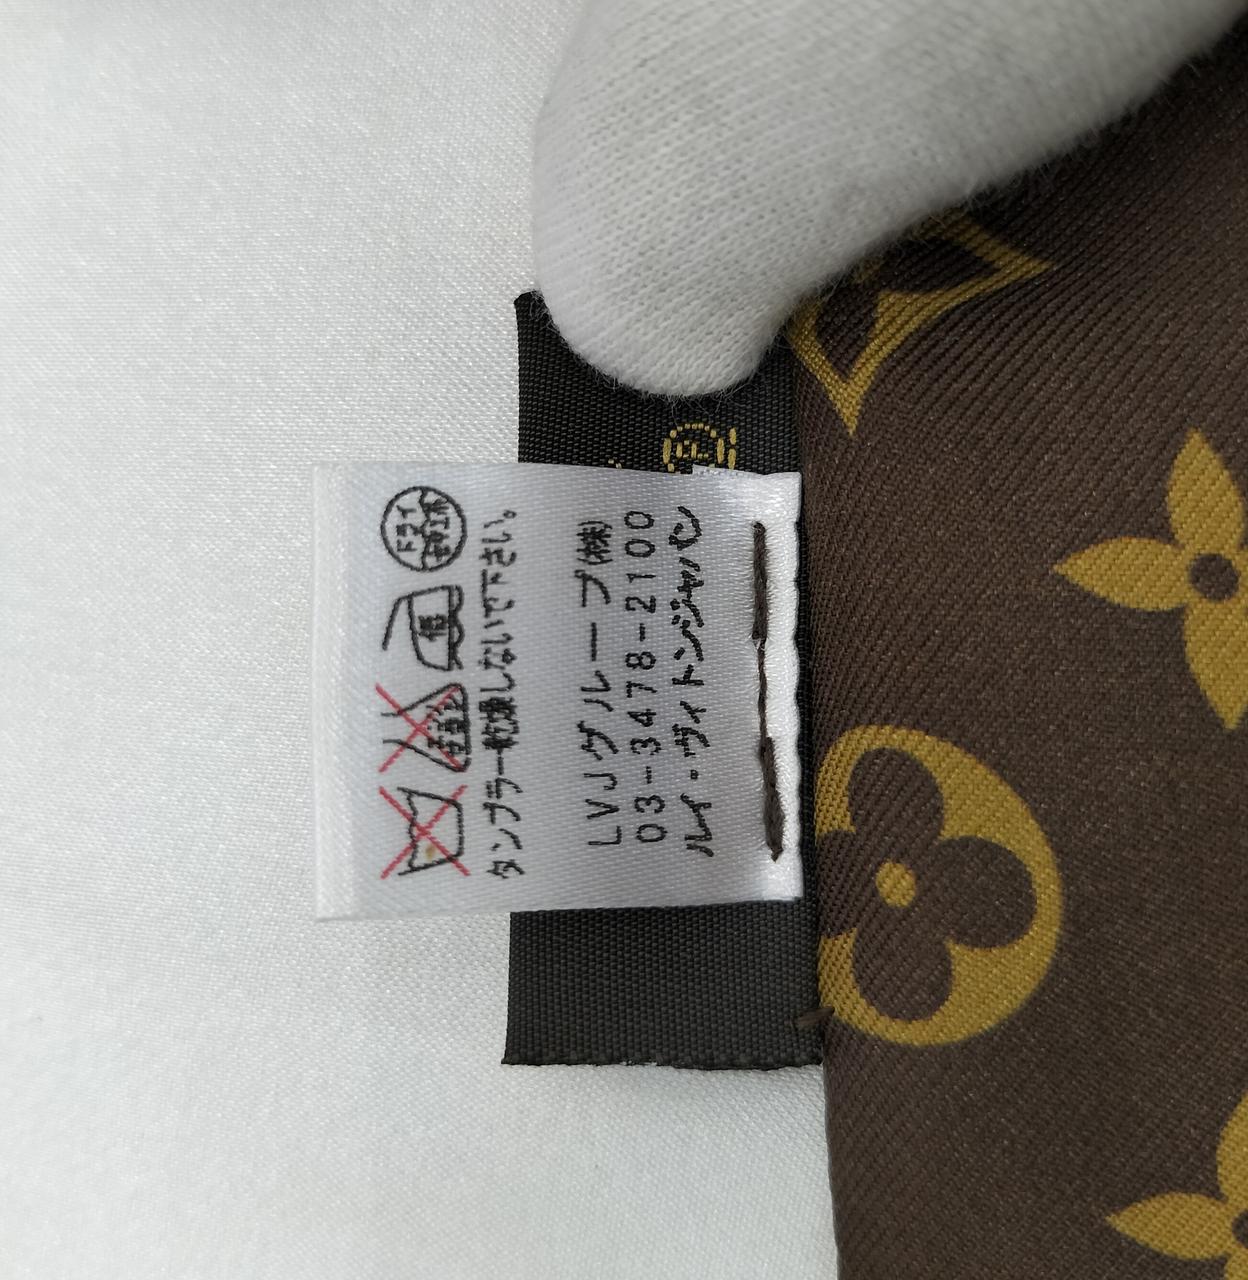 ドライ
セキユ系
低
タンブラー乾燥しないで下さい。
LVJグループ㈱
03-3478-2100
ルイ・ヴィトンジャパン